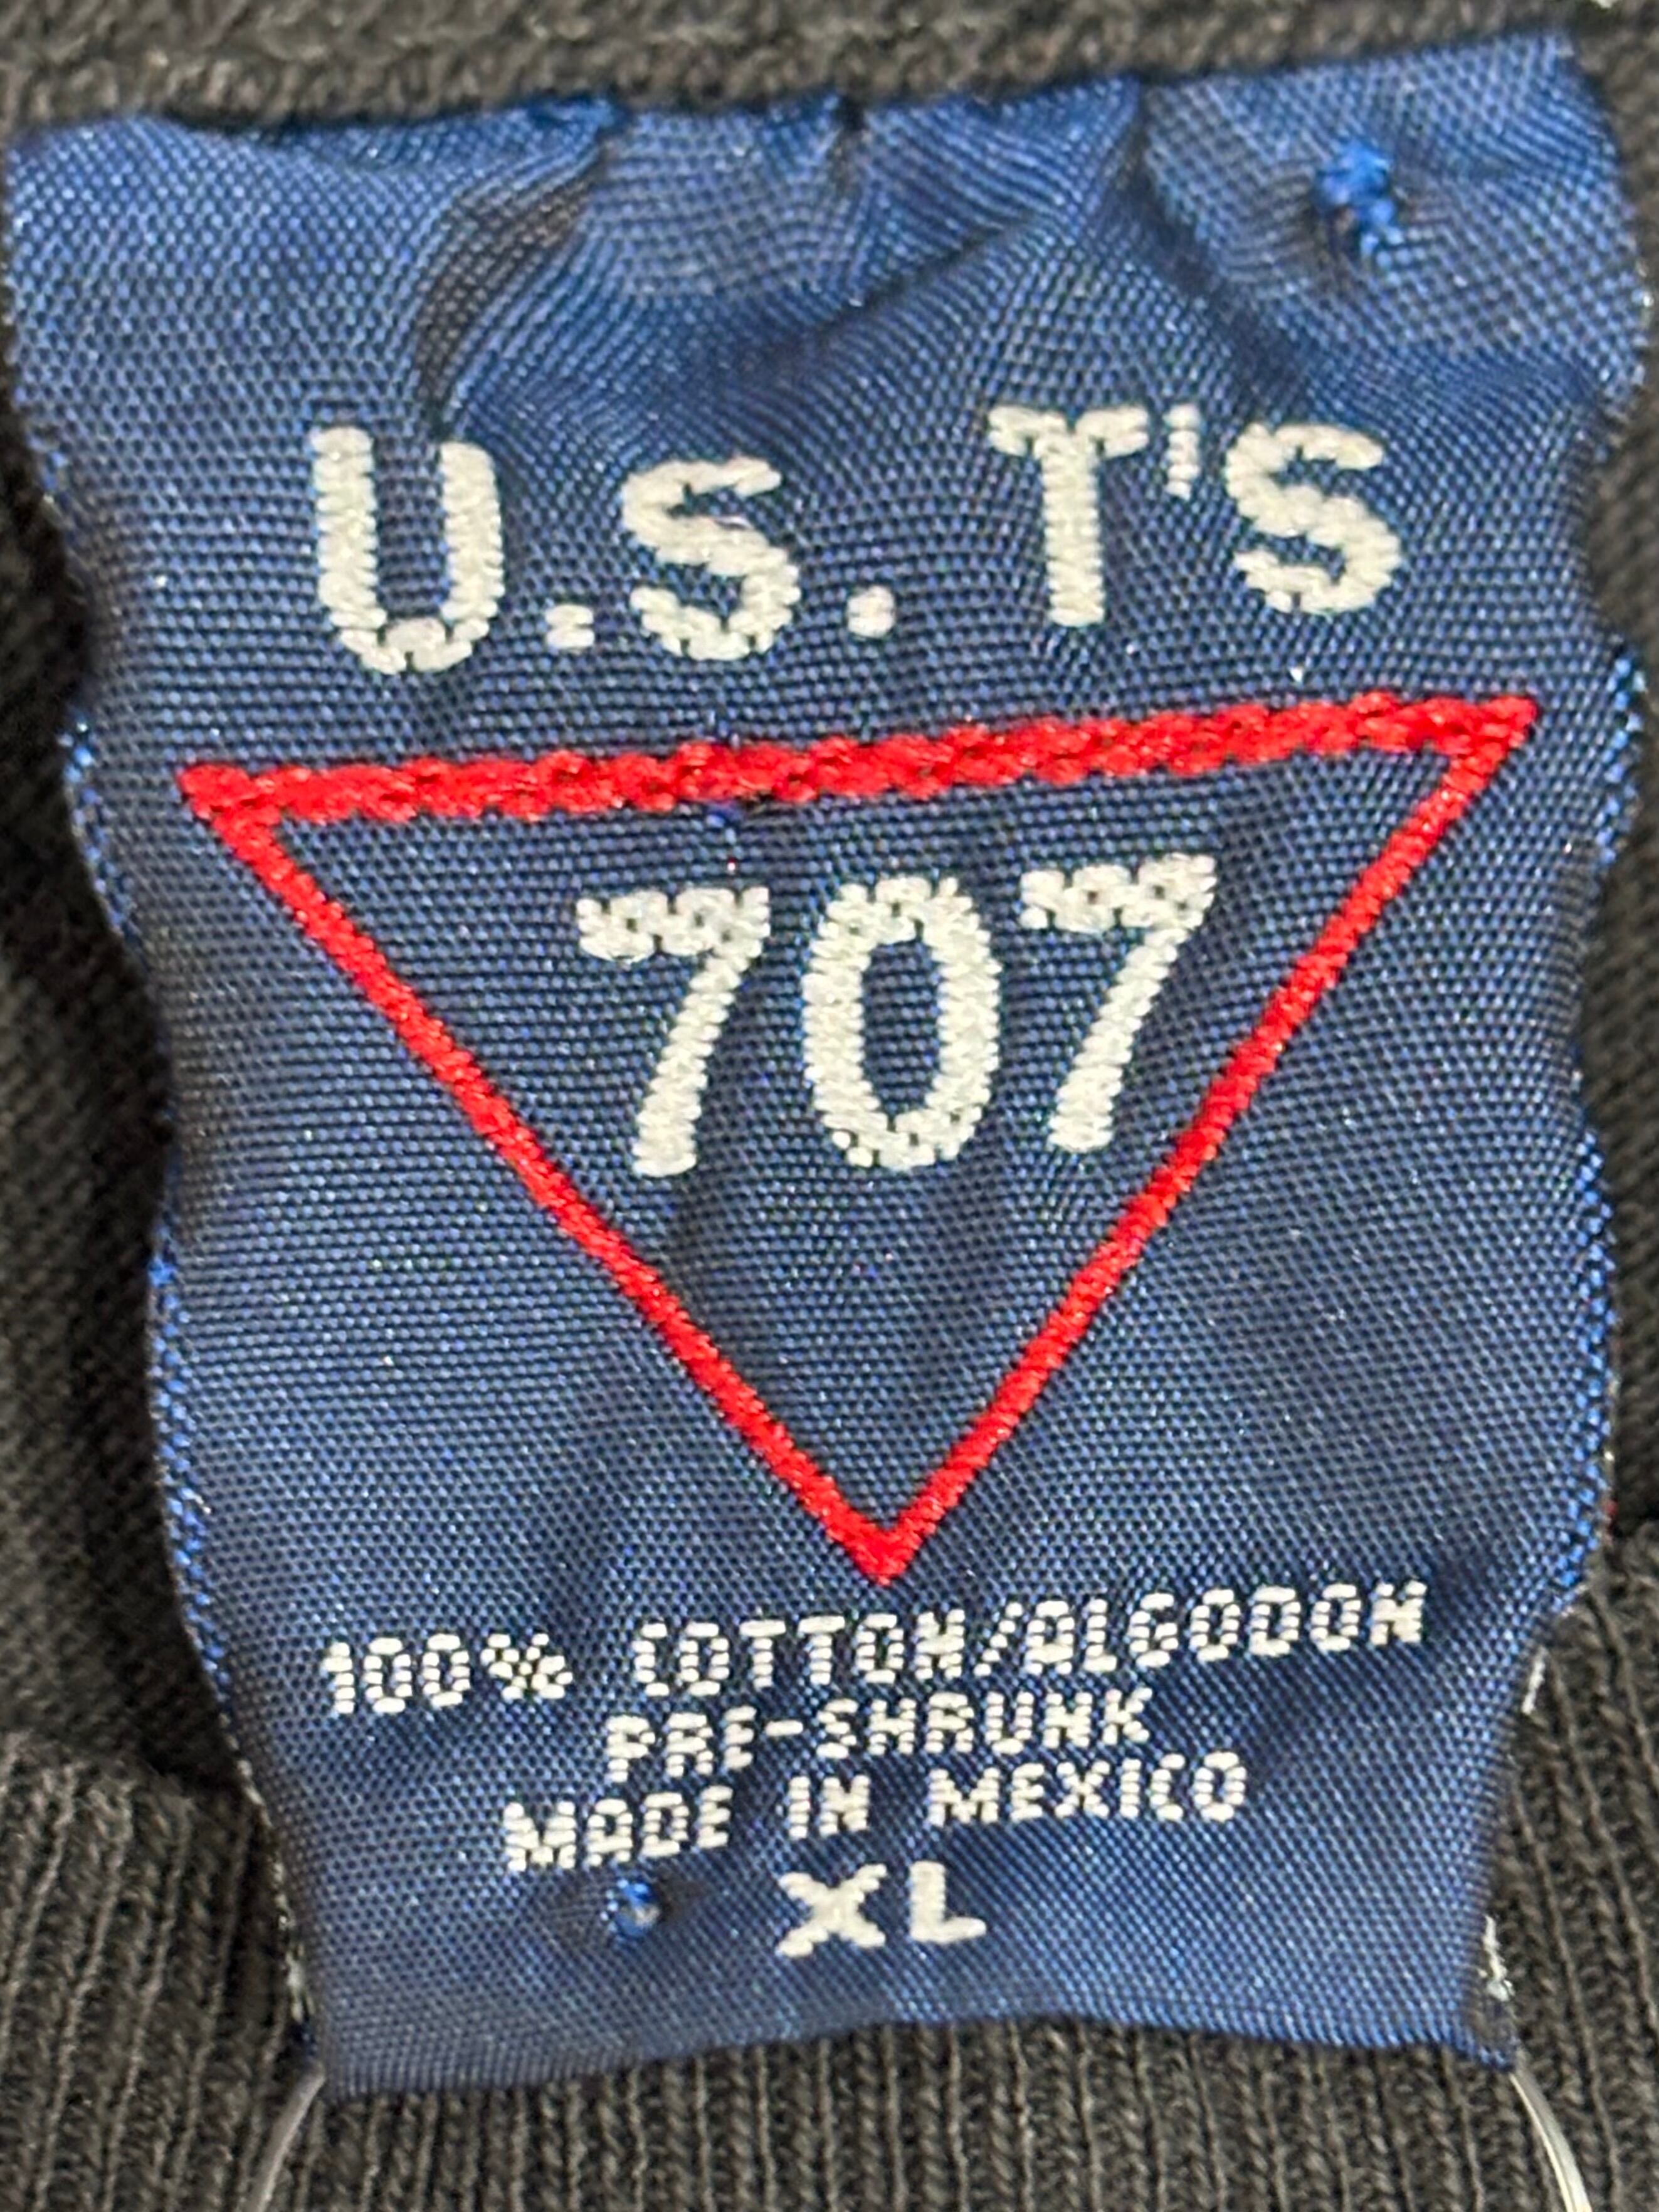 U.S. T'S
707
100% COTTON/ALGODON
PRE-SHRUNK
MADE IN MEXICO
XL